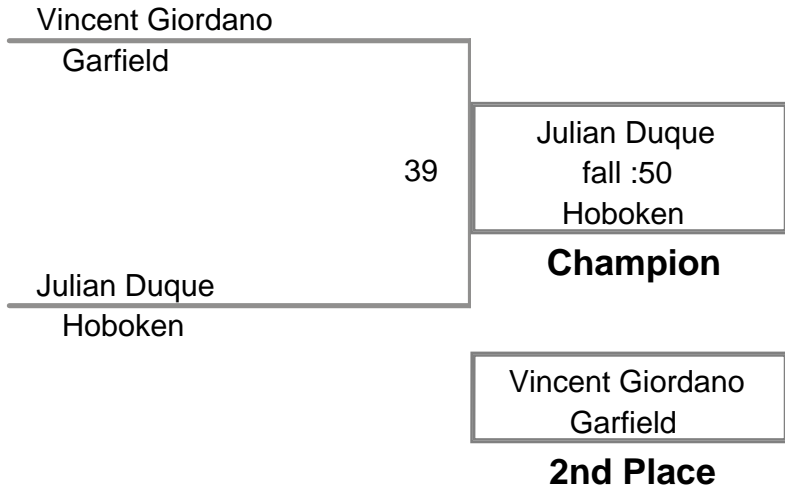 Vincent Giordano
Garfield
39
Julian Duque
fall :50
Hoboken
Champion
Julian Duque
Hoboken
Vincent Giordano
Garfield
2nd Place